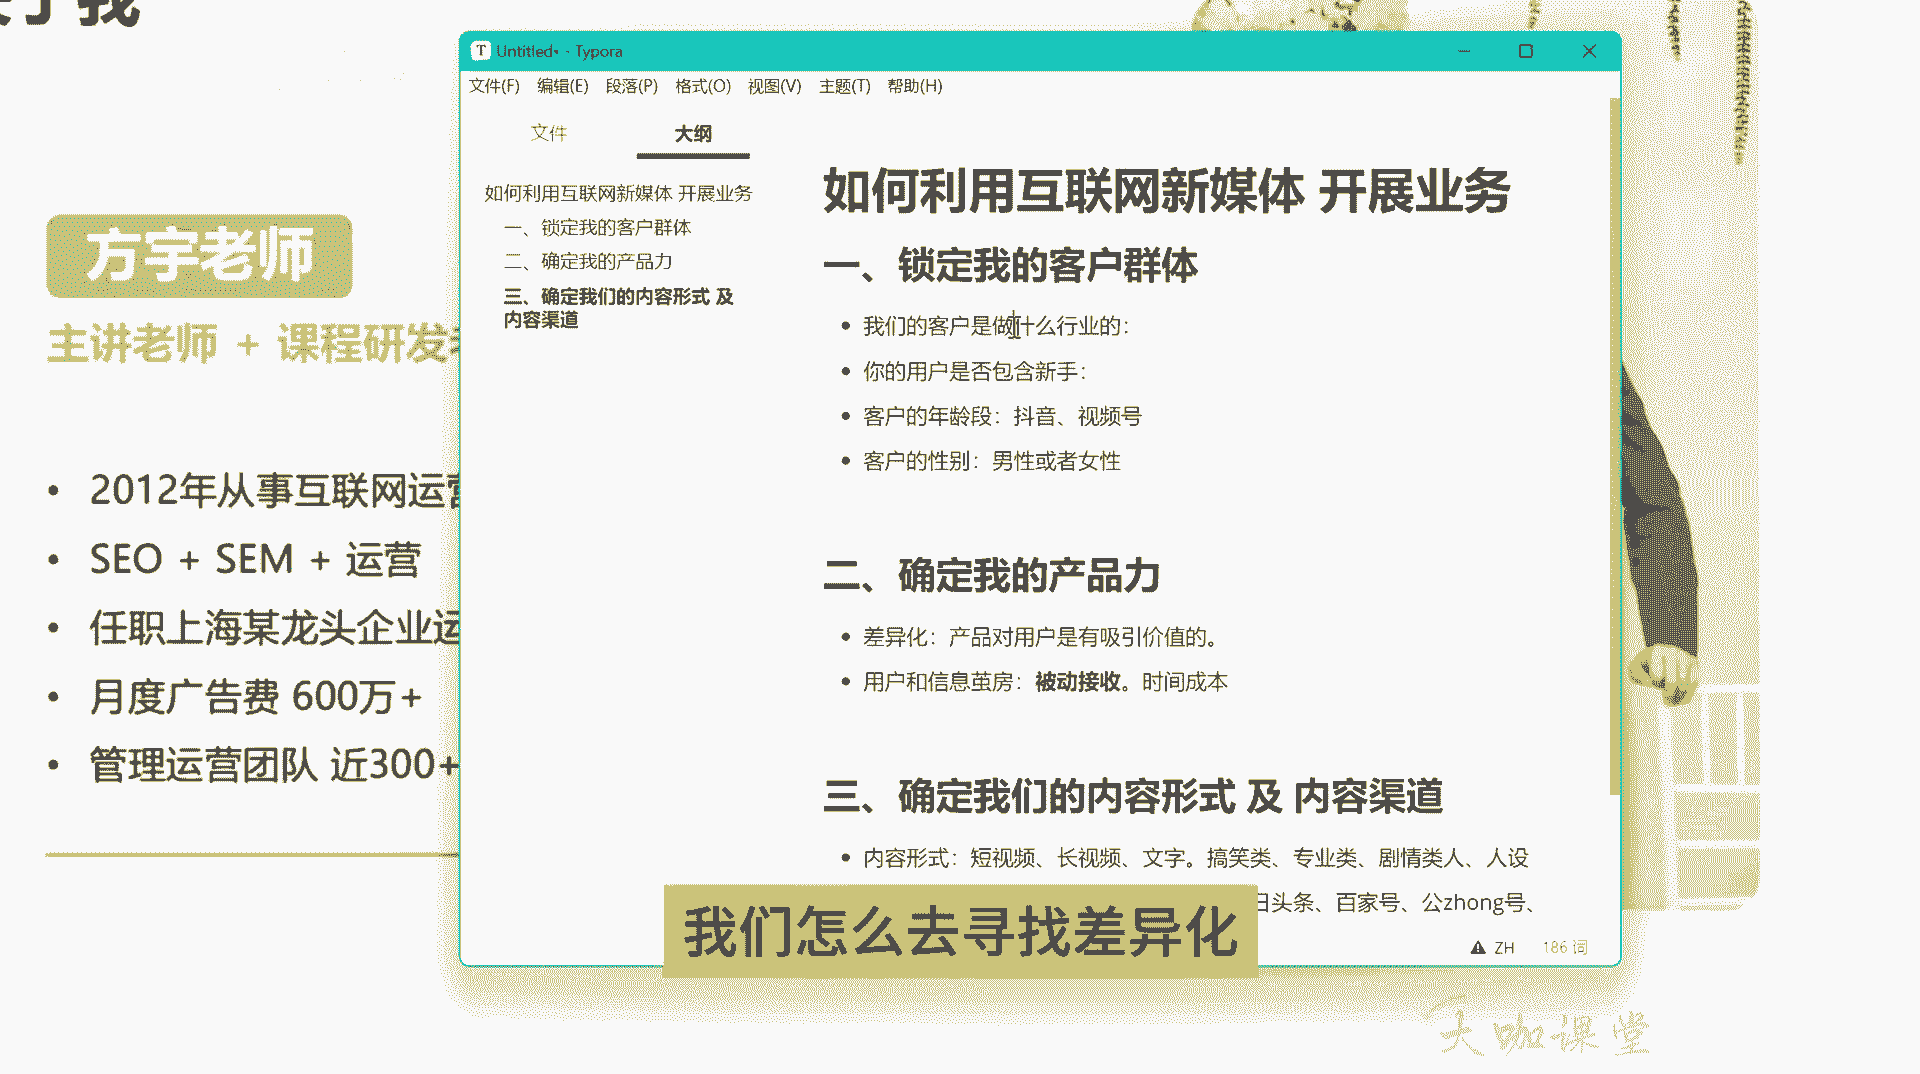 方宇老师
主讲老师 + 课程研发
• 2012年从事互联网运营
• SEO + SEM + 运营
• 任职上海某龙头企业运
• 月度广告费 600万+
• 管理运营团队 近300+
Untitled• - Typora
文件(F) 编辑(E) 段落(P) 格式(O) 视图(V) 主题(T) 帮助(H)
文件 大纲
如何利用互联网新媒体 开展业务
一、锁定我的客户群体
二、确定我的产品力
三、确定我们的内容形式 及
内容渠道
如何利用互联网新媒体 开展业务
一、锁定我的客户群体
• 我们的客户是做什么行业的：
• 你的用户是否包含新手：
• 客户的年龄段：抖音、视频号
• 客户的性别：男性或者女性
二、确定我的产品力
• 差异化：产品对用户是有吸引价值的。
• 用户和信息茧房：被动接收。时间成本
三、确定我们的内容形式 及 内容渠道
• 内容形式：短视频、长视频、文字。搞笑类、专业类、剧情类人、人设
日头条、百家号、公zhong号、
我们怎么去寻找差异化
ZH 186 词
大咖课堂